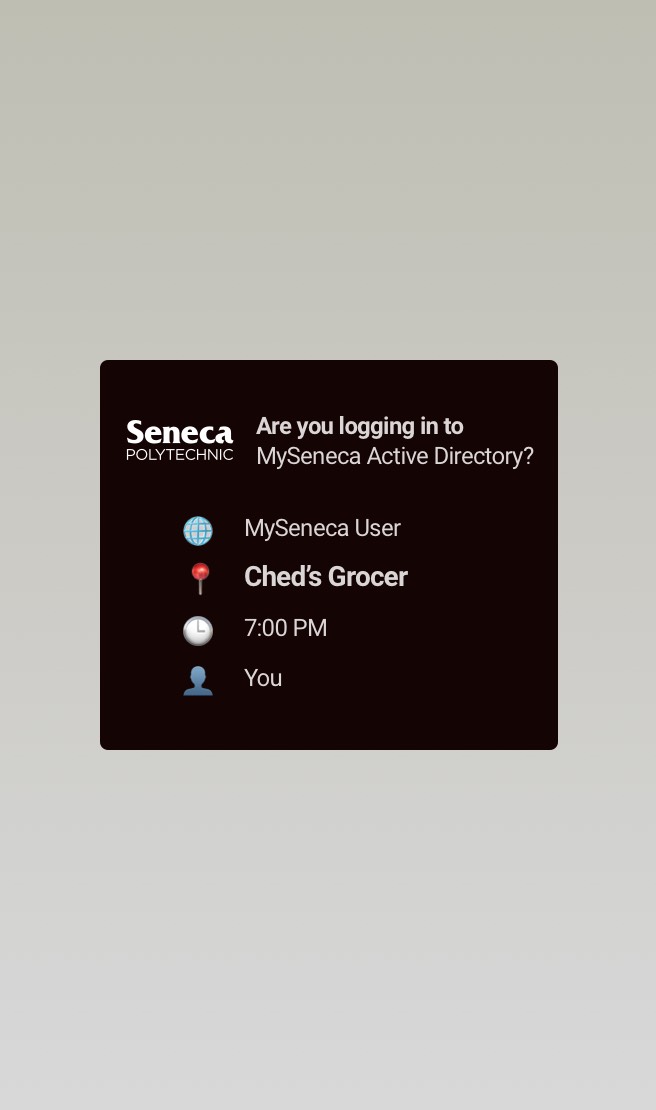 Seneca
POLYTECHNIC
Are you logging in to
MySeneca Active Directory?
MySeneca User
Ched’s Grocer
7:00 PM
You